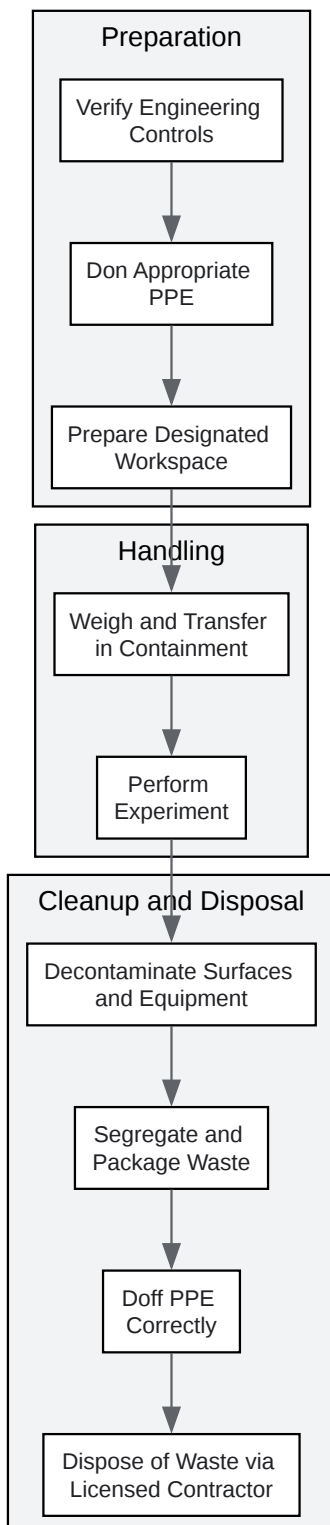 Preparation
Verify Engineering
Controls
Don Appropriate
PPE
Prepare Designated
Workspace
Handling
Weigh and Transfer
in Containment
Perform
Experiment
Cleanup and Disposal
Decontaminate Surfaces
and Equipment
Segregate and
Package Waste
Doff PPE
Correctly
Dispose of Waste via
Licensed Contractor